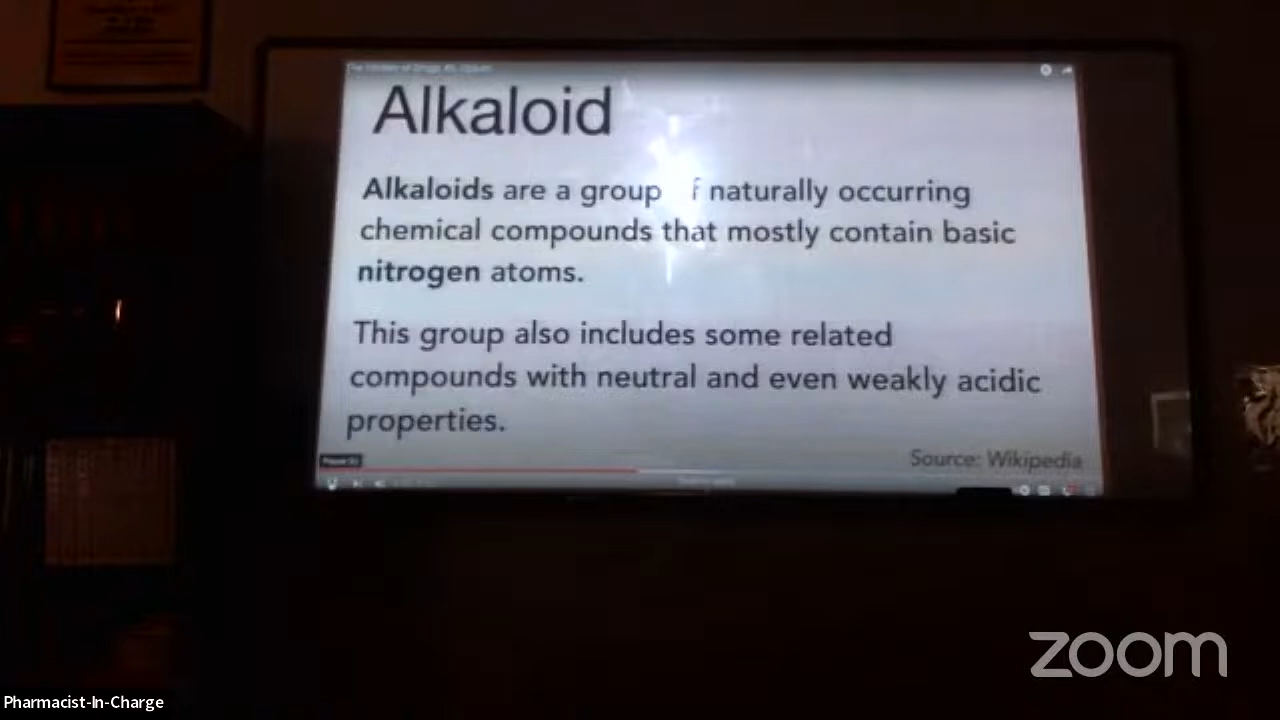 Alkaloid
Alkaloids are a group f naturally occurring
chemical compounds that mostly contain basic
nitrogen atoms.
This group also includes some related
compounds with neutral and even weakly acidic
properties.
Source: Wikipedia
zoom
Pharmacist-In-Charge